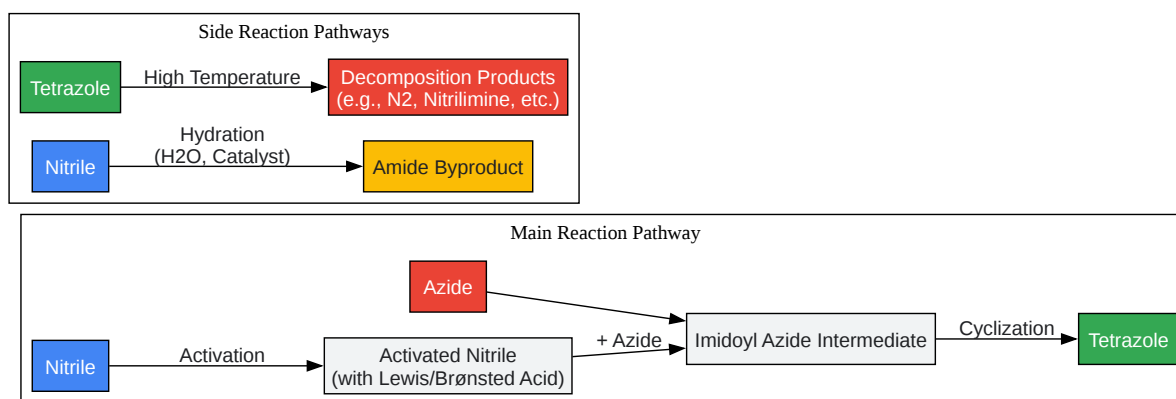 Side Reaction Pathways
Tetrazole
High Temperature
Decomposition Products
(e.g., N2, Nitrilimine, etc.)
Nitrile
Hydration
(H2O, Catalyst)
Amide Byproduct
Main Reaction Pathway
Azide
Nitrile
Activation
Activated Nitrile
(with Lewis/Brønsted Acid)
+ Azide
Imidoyl Azide Intermediate
Cyclization
Tetrazole